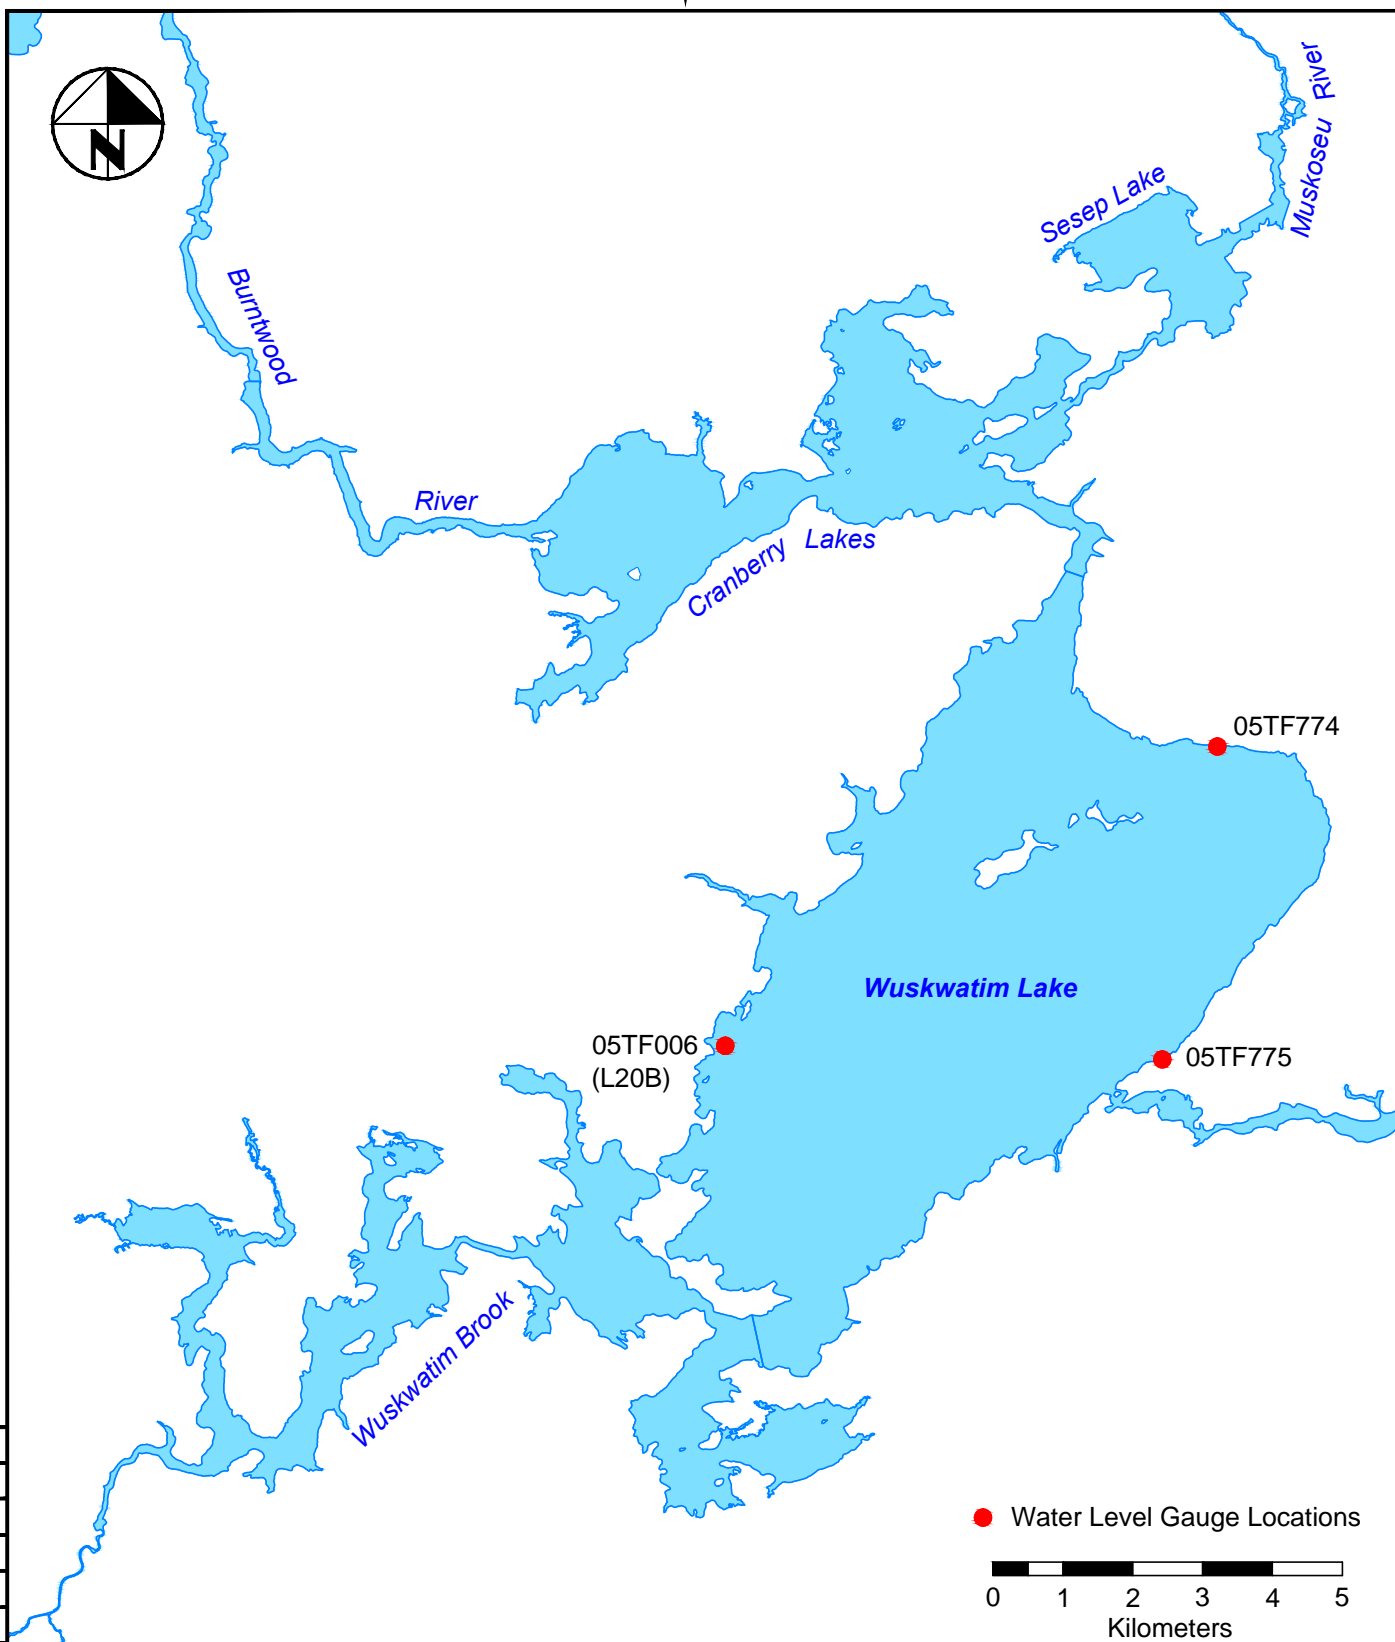 N
Muskoseu River
Sesep Lake
Burntwood
River
Cranberry Lakes
05TF774
Wuskwatim Lake
05TF006
(L20B)
05TF775
Wuskwatim Brook
Water Level Gauge Locations
0 1 2 3 4 5
Kilometers